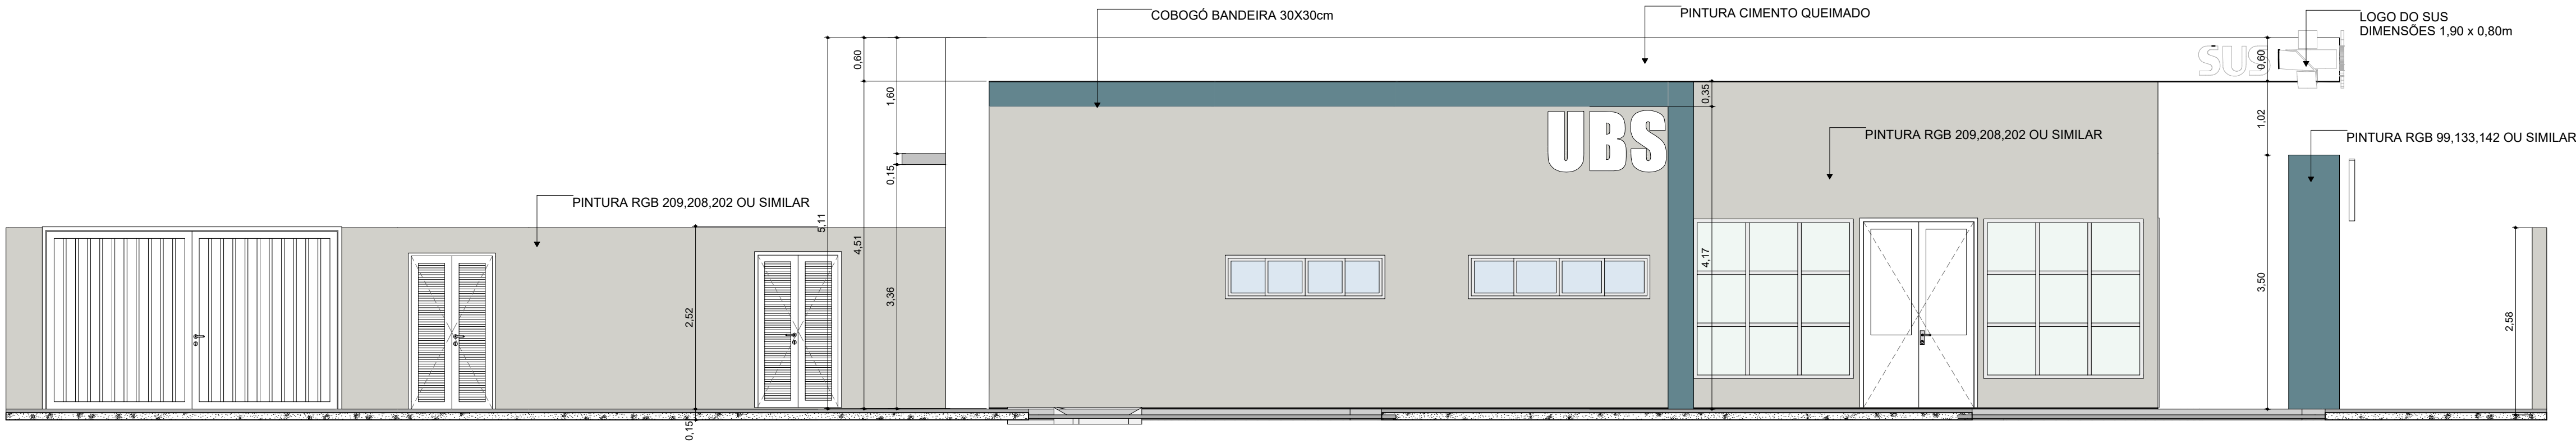 COBOGÓ BANDEIRA 30X30cm
PINTURA CIMENTO QUEIMADO
LOGO DO SUS
DIMENSÕES 1,90 x 0,80m
SUS
0,60
0,60
1,60
0,35
1,02
UBS
PINTURA RGB 209,208,202 OU SIMILAR
PINTURA RGB 99,133,142 OU SIMILAR
0,15
PINTURA RGB 209,208,202 OU SIMILAR
5,11
4,51
4,17
3,36
3,50
2,52
2,58
0,15